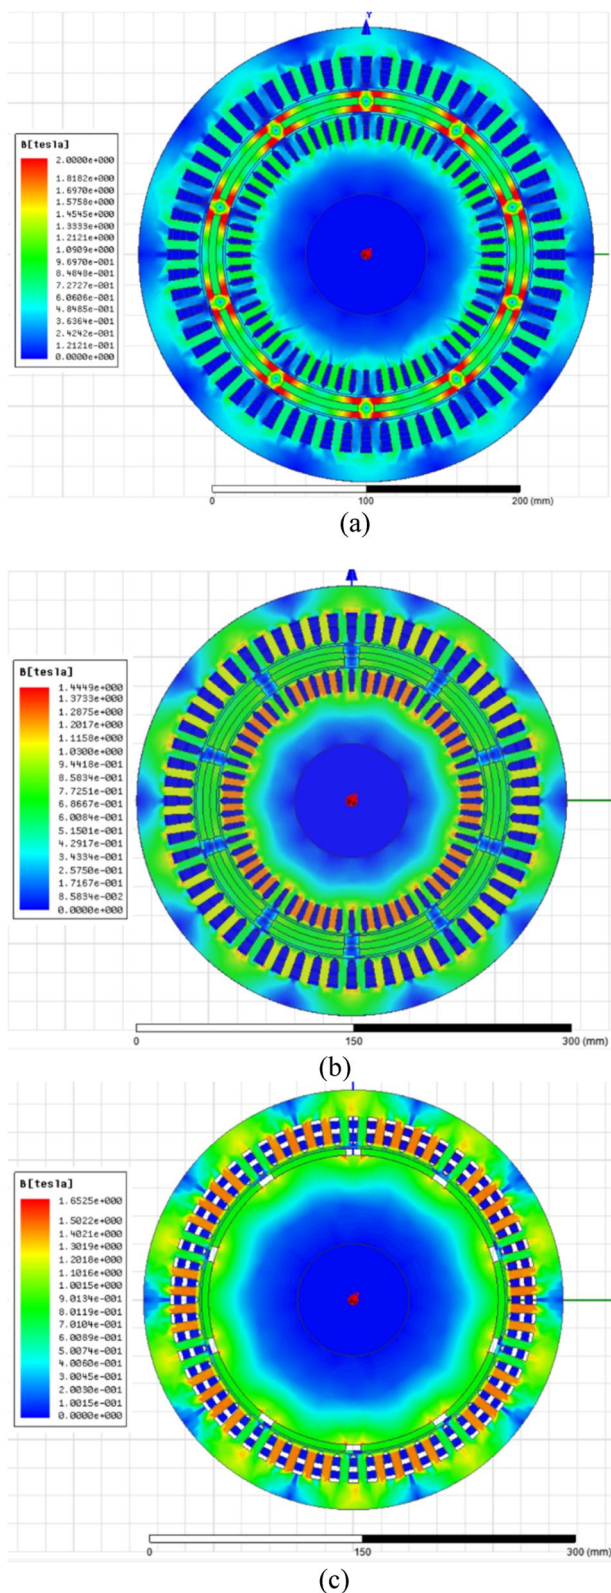 Y
B[tesla]
2.0000e+000
1.8182e+000
1.6970e+000
1.5758e+000
1.4545e+000
1.3333e+000
1.2121e+000
1.0909e+000
9.6970e-001
8.4848e-001
7.2727e-001
6.0606e-001
4.8485e-001
3.6364e-001
2.4242e-001
1.2121e-001
0.0000e+000
0 100 200 (mm)
(a)
B[tesla]
1.4449e+000
1.3733e+000
1.2875e+000
1.2017e+000
1.1158e+000
1.0300e+000
9.4418e-001
8.5834e-001
7.7251e-001
6.8667e-001
6.0084e-001
5.1501e-001
4.2917e-001
3.4334e-001
2.5750e-001
1.7167e-001
8.5834e-002
0.0000e+000
0 150 300 (mm)
(b)
B[tesla]
1.6525e+000
1.5022e+000
1.4021e+000
1.3019e+000
1.2018e+000
1.1016e+000
1.0015e+000
9.0134e-001
8.0119e-001
7.0104e-001
6.0089e-001
5.0074e-001
4.0060e-001
3.0045e-001
2.0030e-001
1.0015e-001
0.0000e+000
0 150 300 (mm)
(c)